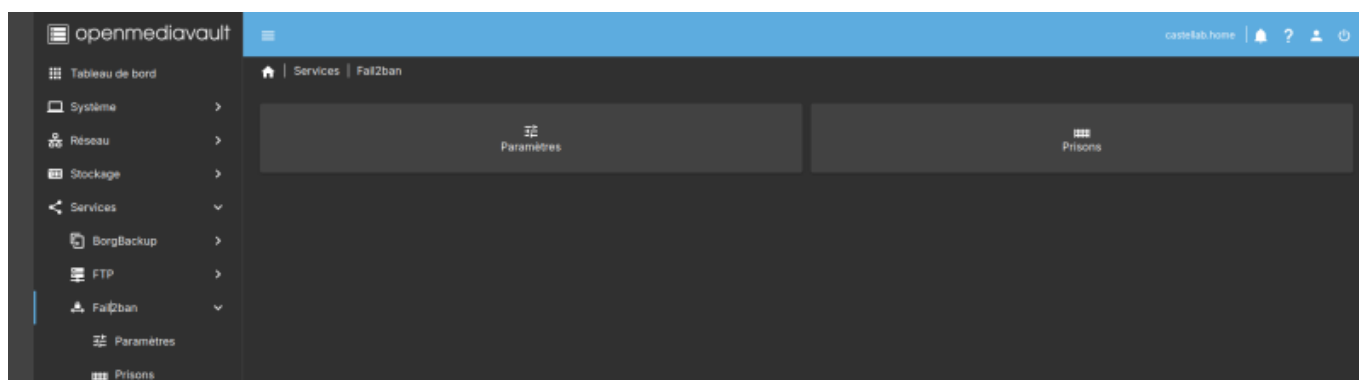 openmediavault
castellab.home
?
Tableau de bord
Services | Fail2ban
Système
Réseau
Stockage
Services
BorgBackup
FTP
Fail2ban
Paramètres
Prisons
Paramètres
Prisons